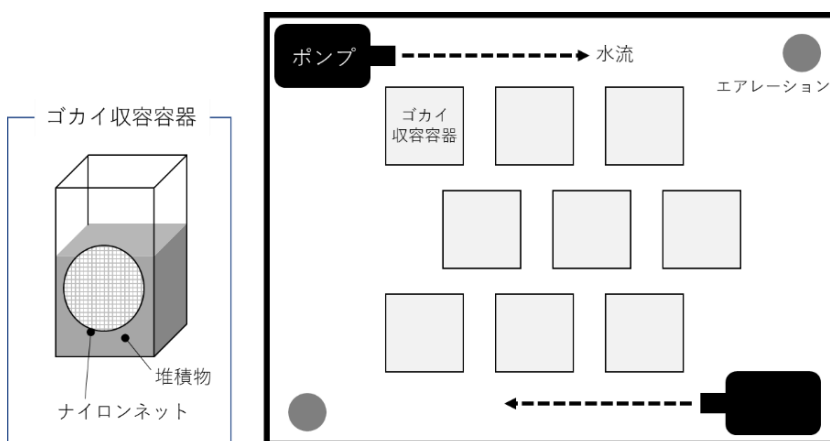 ポンプ
水流
エアレーション
ゴカイ
収容容器
ゴカイ収容容器
堆積物
ナイロンネット